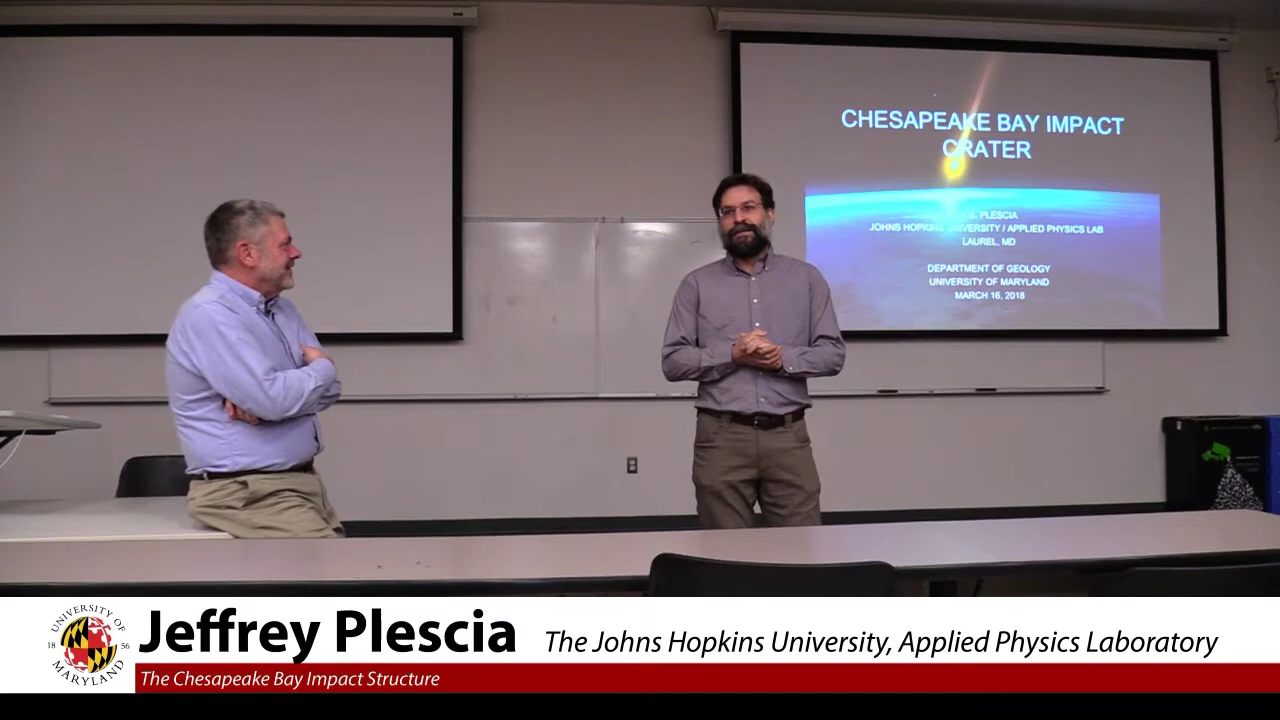 CHESAPEAKE BAY IMPACT
CRATER
PLESCIA
JOHNS HOPKINS UNIVERSITY / APPLIED PHYSICS LAB
LAUREL, MD
DEPARTMENT OF GEOLOGY
UNIVERSITY OF MARYLAND
MARCH 16, 2018
UNIVERSITY OF
18 56
MARYLAND
Jeffrey Plescia
The Johns Hopkins University, Applied Physics Laboratory
The Chesapeake Bay Impact Structure